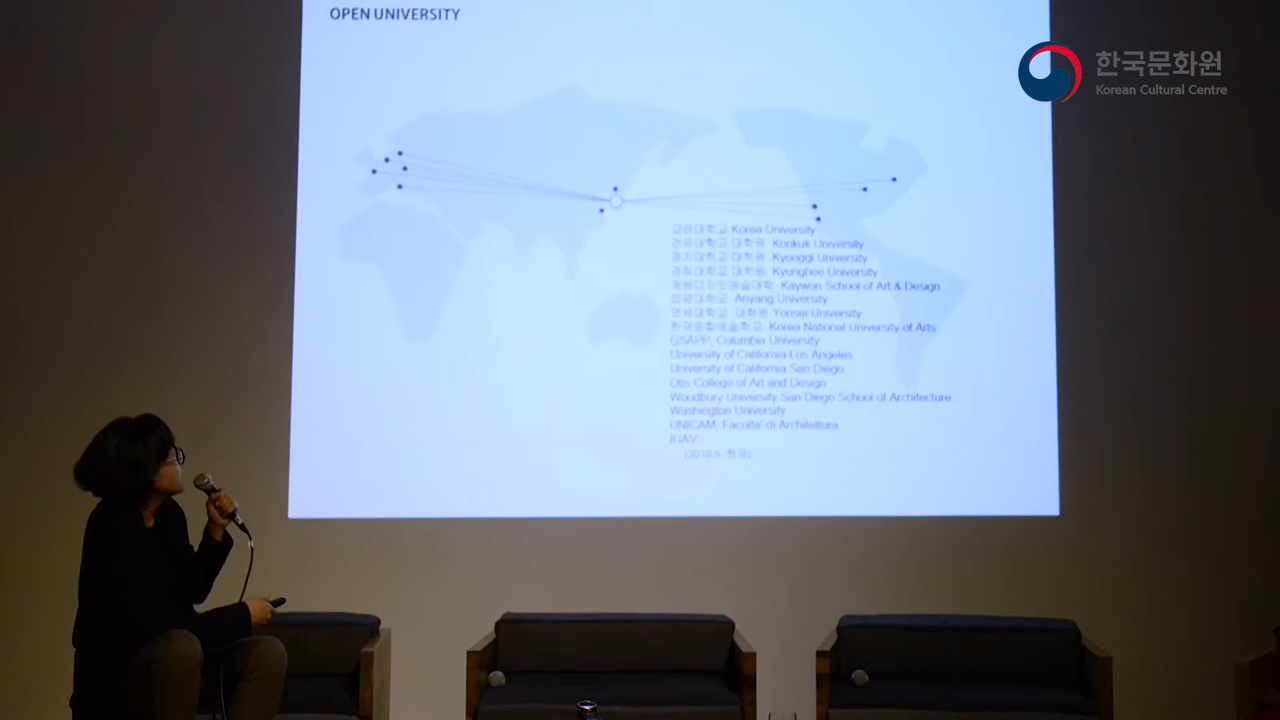 OPEN UNIVERSITY
한국문화원
Korean Cultural Centre
고려대학교 Korea University
건국대학교 대학원 Konkuk University
경기대학교 대학원 Kyonggi University
경희대학교 대학원 Kyunghee University
계원디자인예술대학 Kaywon School of Art & Design
안양대학교 Anyang University
연세대학교 대학원 Yonsei University
한국종합예술학교 Korea National University of Arts
GSAPP, Columbia University
University of California Los Angeles
University of California San Diego
Otis College of Art and Design
Woodbury University San Diego School of Architecture
Washington University
UNICAM, Facolta' di Architettura
IUAV
(2010.5. 현재)